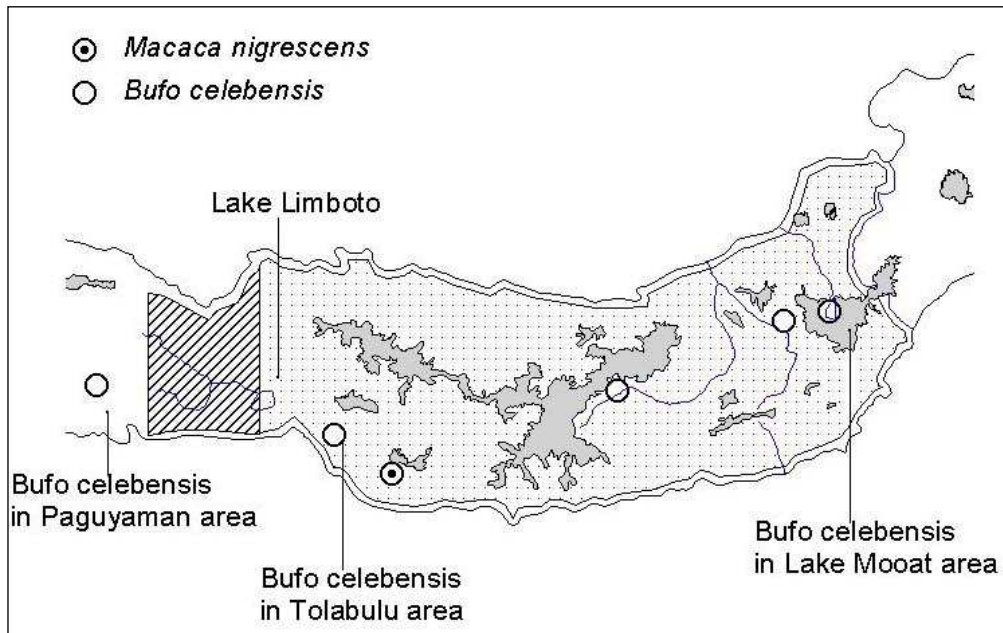 Macaca nigrescens
Bufo celebensis
Lake Limboto
Bufo celebensis
in Paguyaman area
Bufo celebensis
in Tolabulu area
Bufo celebensis
in Lake Mooat area